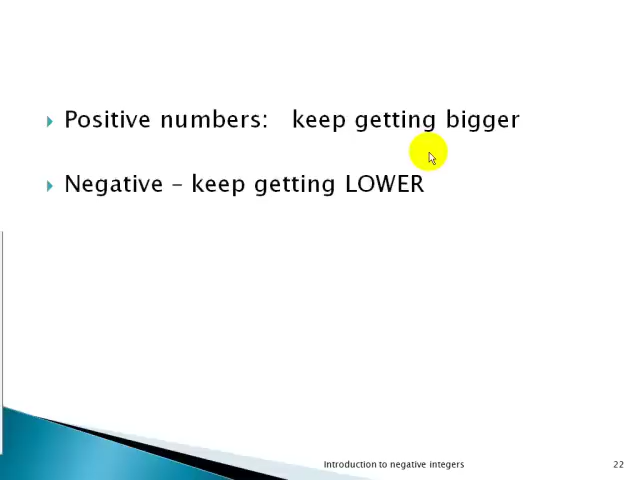 Positive numbers: keep getting bigger
Negative – keep getting LOWER
Introduction to negative integers 22